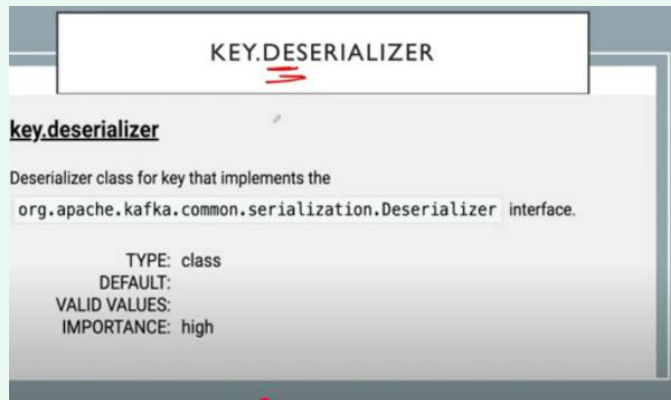 KEY.DESERIALIZER
key.deserializer
Deserializer class for key that implements the
org.apache.kafka.common.serialization.Deserializer interface.
TYPE: class
DEFAULT:
VALID VALUES:
IMPORTANCE: high